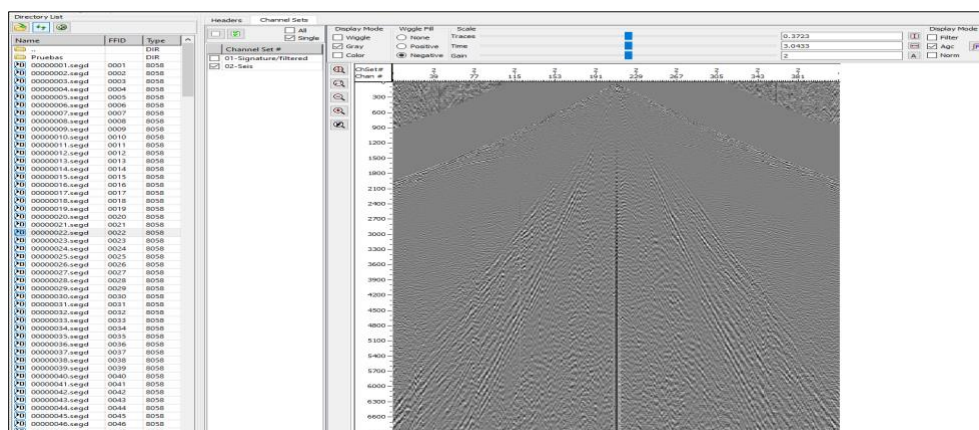 Directory List
Name FFID Type
.. DIR
Pruebas DIR
00000001.segd 0001 8058
00000002.segd 0002 8058
00000003.segd 0003 8058
00000004.segd 0004 8058
00000005.segd 0005 8058
00000006.segd 0006 8058
00000007.segd 0007 8058
00000008.segd 0008 8058
00000009.segd 0009 8058
00000010.segd 0010 8058
00000011.segd 0011 8058
00000012.segd 0012 8058
00000013.segd 0013 8058
00000014.segd 0014 8058
00000015.segd 0015 8058
00000016.segd 0016 8058
00000017.segd 0017 8058
00000018.segd 0018 8058
00000019.segd 0019 8058
00000020.segd 0020 8058
00000021.segd 0021 8058
00000022.segd 0022 8058
00000023.segd 0023 8058
00000024.segd 0024 8058
00000025.segd 0025 8058
00000026.segd 0026 8058
00000027.segd 0027 8058
00000028.segd 0028 8058
00000029.segd 0029 8058
00000030.segd 0030 8058
00000031.segd 0031 8058
00000032.segd 0032 8058
00000033.segd 0033 8058
00000034.segd 0034 8058
00000035.segd 0035 8058
00000036.segd 0036 8058
00000037.segd 0037 8058
00000038.segd 0038 8058
00000039.segd 0039 8058
00000040.segd 0040 8058
00000041.segd 0041 8058
00000042.segd 0042 8058
00000043.segd 0043 8058
00000044.segd 0044 8058
00000045.segd 0045 8058
00000046.segd 0046 8058
Headers Channel Sets
All
Single
Channel Set #
01-Signature/filtered
02-Seis
Display Mode Wggle Fill Scale Display Mode
Wiggle None Traces 0.3723 Filter
Gray Positive Time 3.0433 Agc
Color Negative Gain 2 A Norm
ChSet# 2 2 2 2 2 2 2 2 2 2
Chan # 39 77 115 153 191 229 267 305 343 381
300
600
900
1200
1500
1800
2100
2400
2700
3000
3300
3600
3900
4200
4500
4800
5100
5400
5700
6000
6300
6600